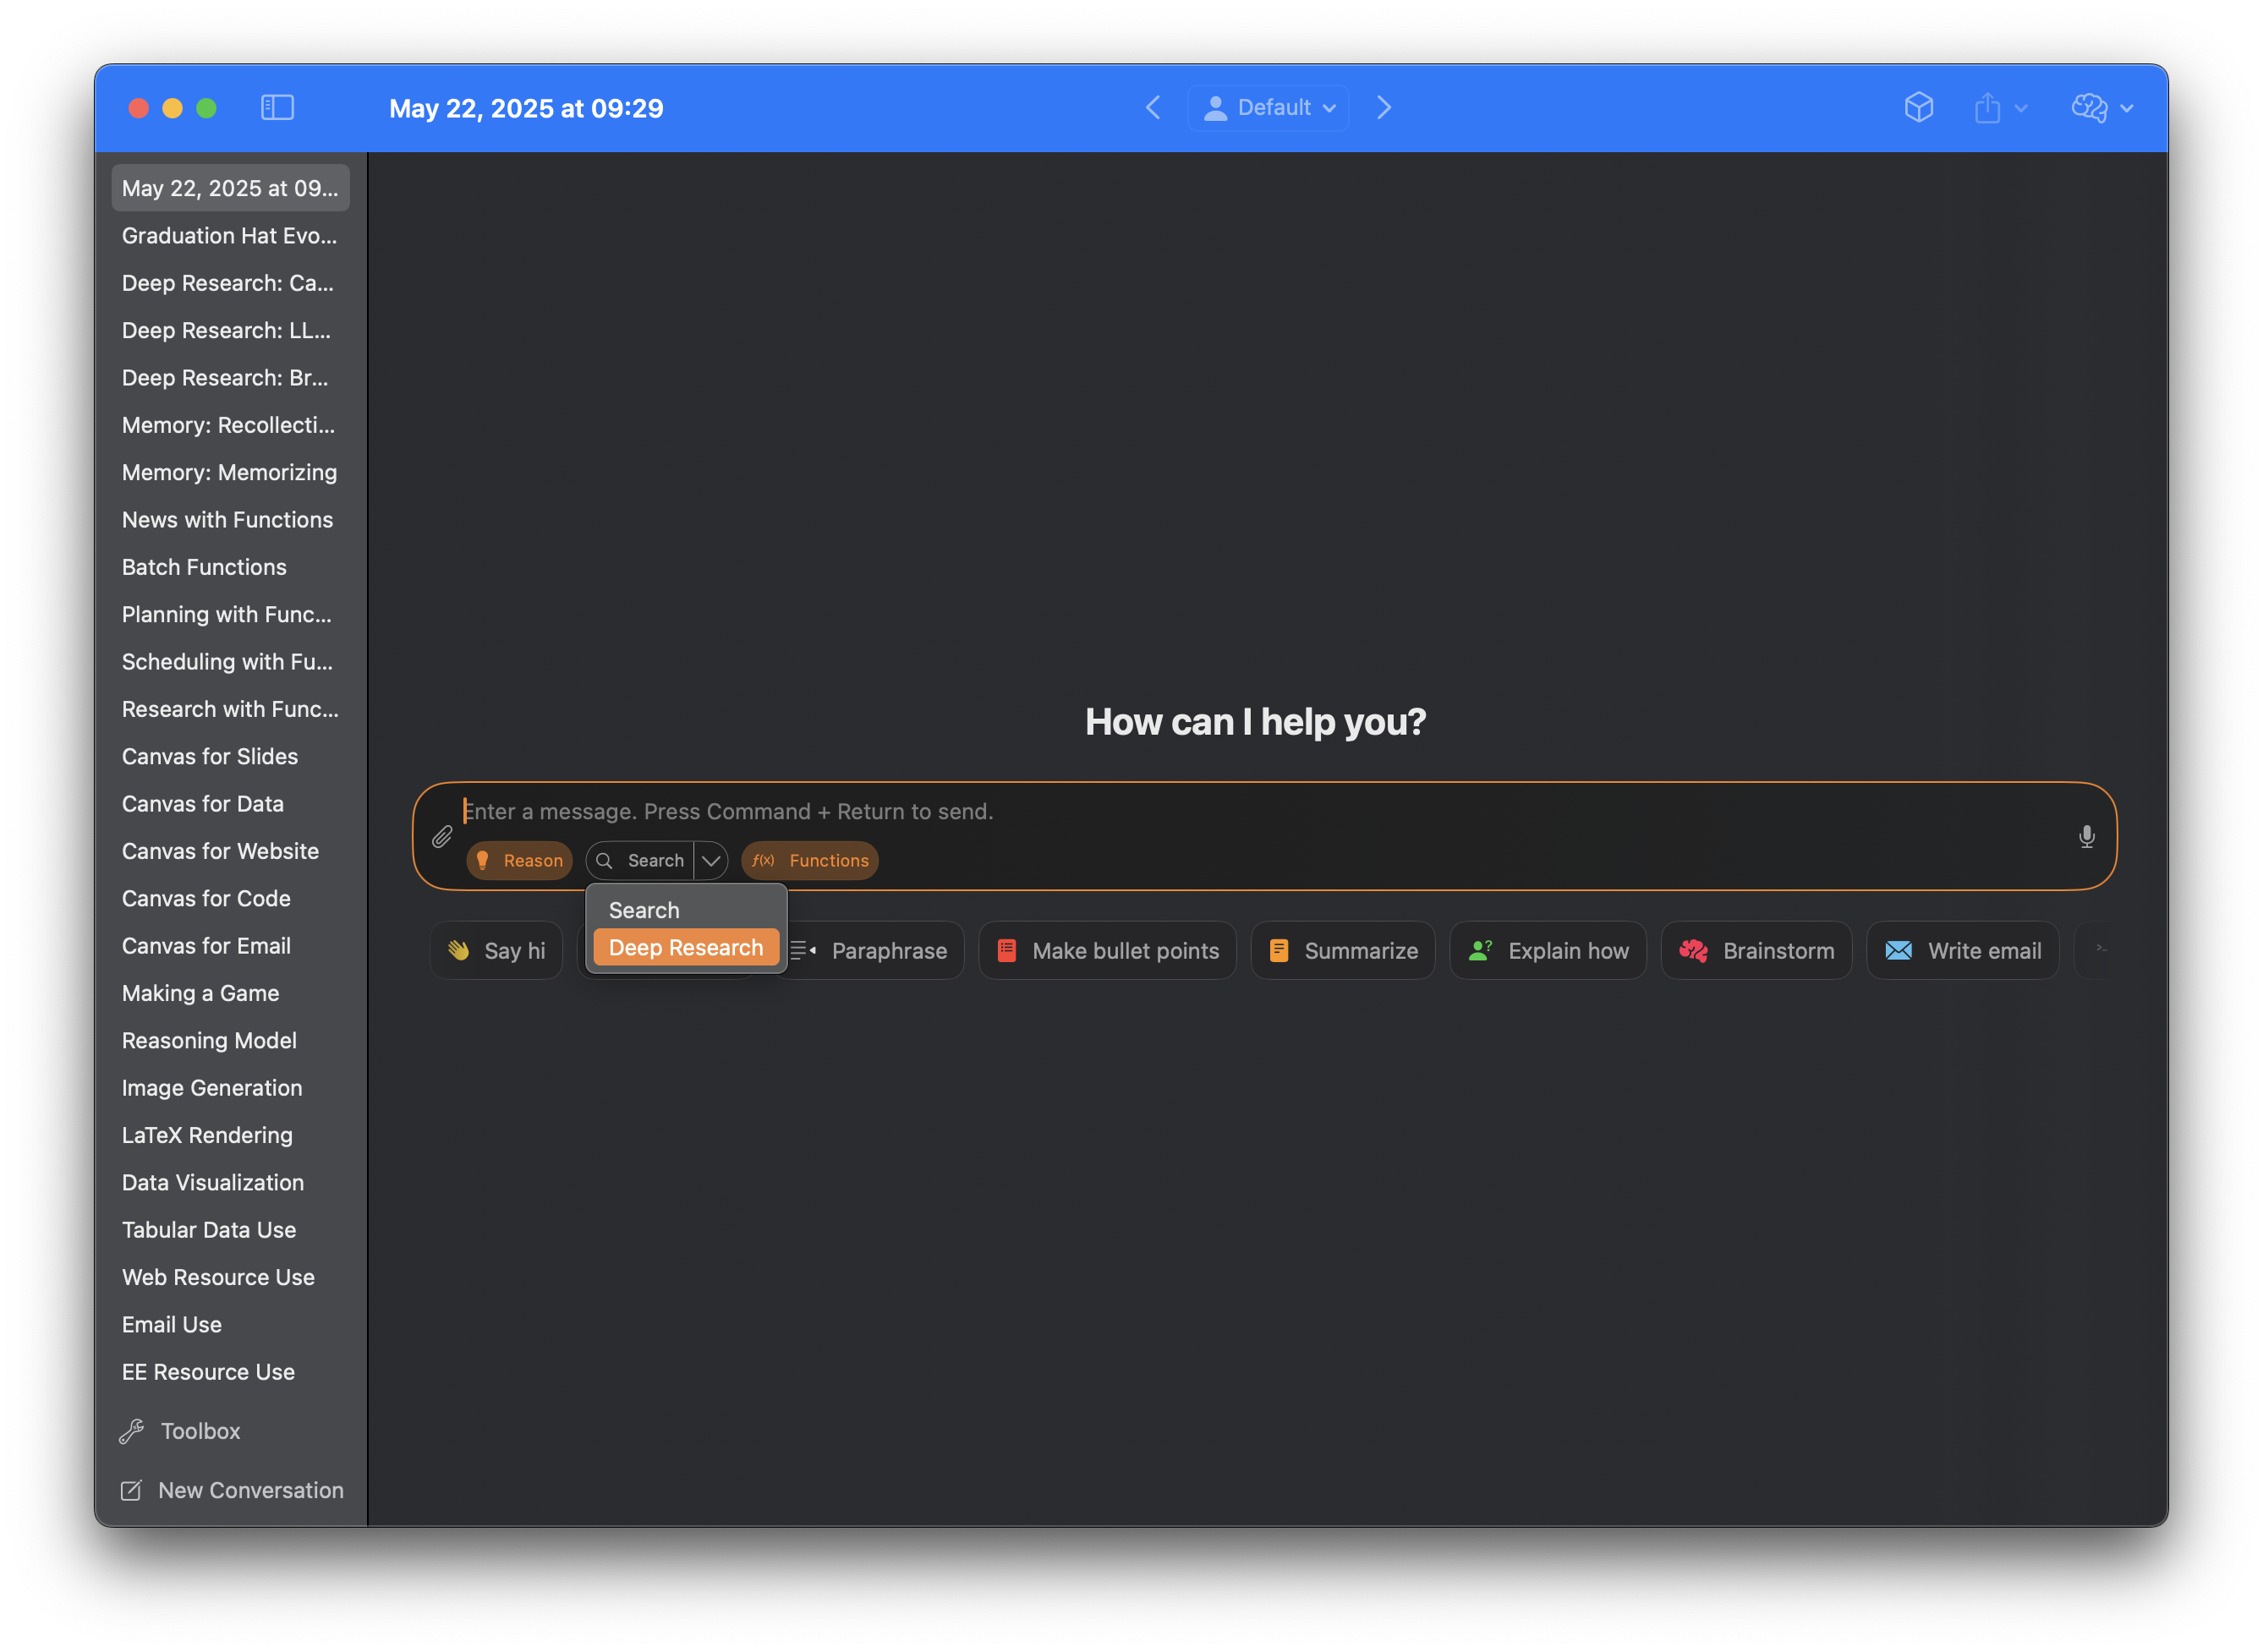 May 22, 2025 at 09:29
Default
May 22, 2025 at 09...
Graduation Hat Evo...
Deep Research: Ca...
Deep Research: LL...
Deep Research: Br...
Memory: Recollecti...
Memory: Memorizing
News with Functions
Batch Functions
Planning with Func...
Scheduling with Fu...
Research with Func...
Canvas for Slides
Canvas for Data
Canvas for Website
Canvas for Code
Canvas for Email
Making a Game
Reasoning Model
Image Generation
LaTeX Rendering
Data Visualization
Tabular Data Use
Web Resource Use
Email Use
EE Resource Use
Toolbox
New Conversation
How can I help you?
Enter a message. Press Command + Return to send.
Reason
Search
f(x) Functions
Search
Deep Research
Say hi
Paraphrase
Make bullet points
Summarize
Explain how
Brainstorm
Write email